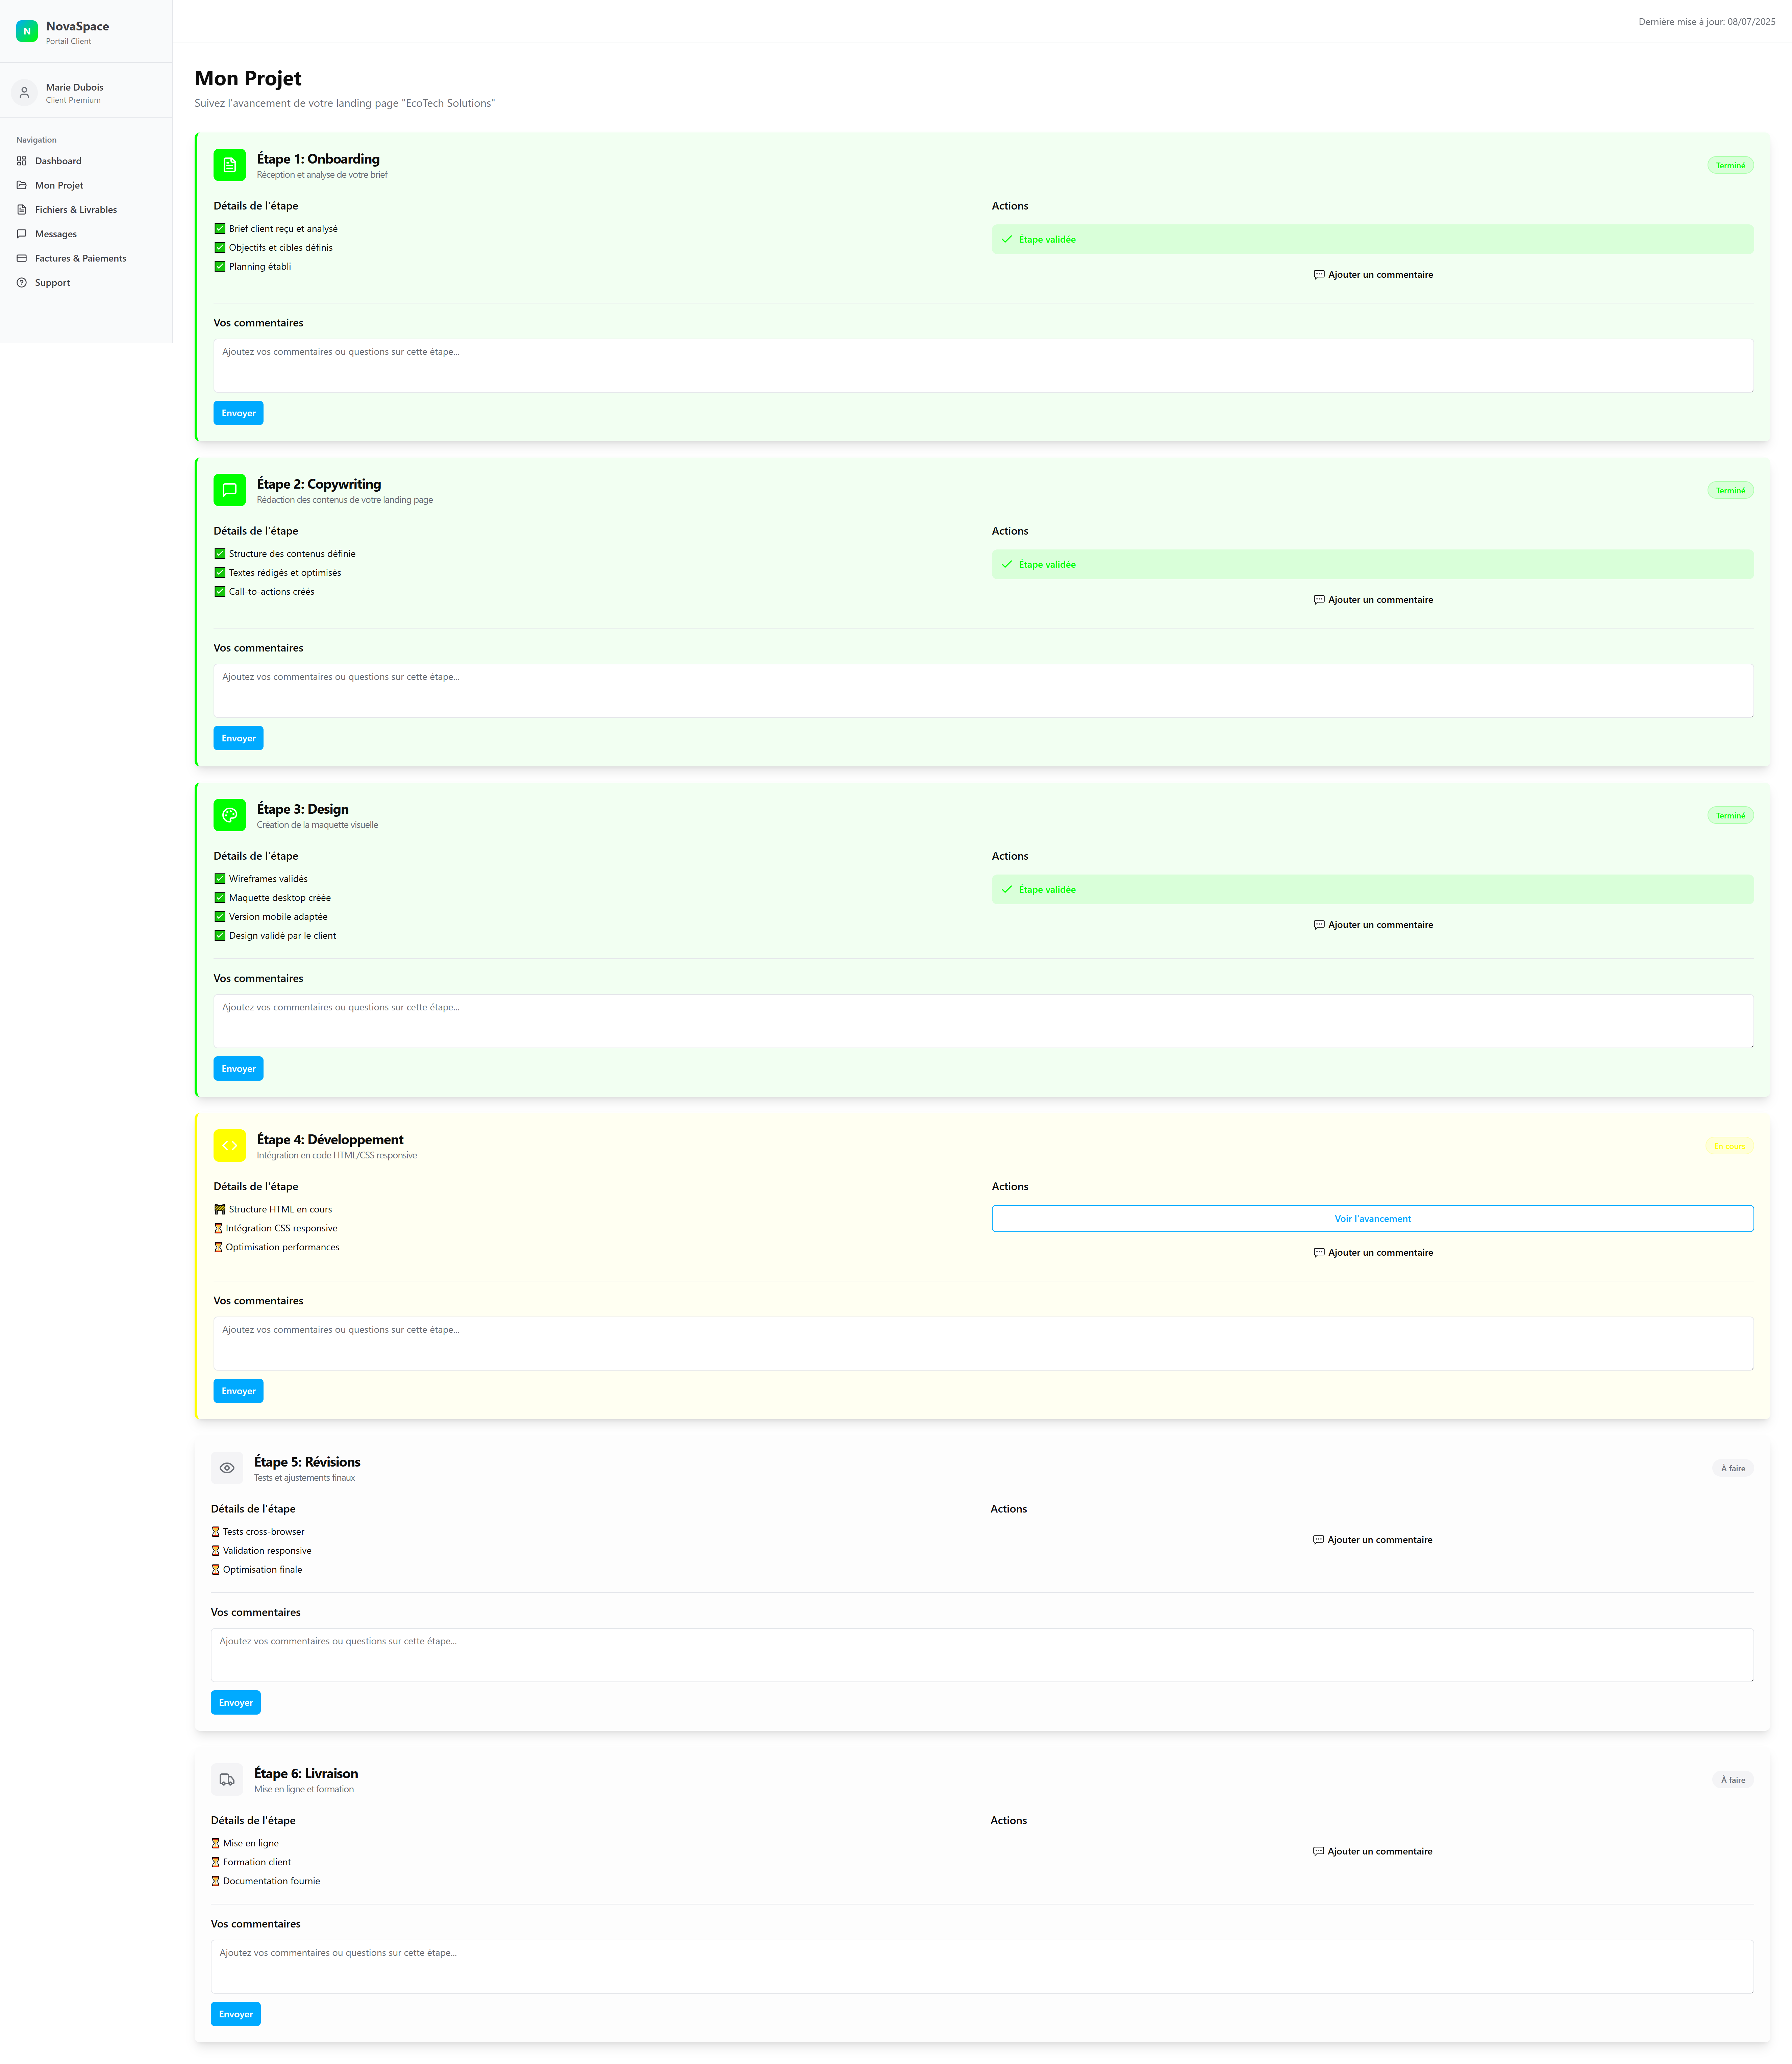 N
NovaSpace
Portail Client
Marie Dubois
Client Premium
Navigation
Dashboard
Mon Projet
Fichiers & Livrables
Messages
Factures & Paiements
Support
Dernière mise à jour: 08/07/2025
Mon Projet
Suivez l'avancement de votre landing page "EcoTech Solutions"
Étape 1: Onboarding
Réception et analyse de votre brief
Terminé
Détails de l'étape
✅ Brief client reçu et analysé
✅ Objectifs et cibles définis
✅ Planning établi
Actions
Étape validée
💬 Ajouter un commentaire
Vos commentaires
Ajoutez vos commentaires ou questions sur cette étape...
Envoyer
Étape 2: Copywriting
Rédaction des contenus de votre landing page
Terminé
Détails de l'étape
✅ Structure des contenus définie
✅ Textes rédigés et optimisés
✅ Call-to-actions créés
Actions
Étape validée
💬 Ajouter un commentaire
Vos commentaires
Ajoutez vos commentaires ou questions sur cette étape...
Envoyer
Étape 3: Design
Création de la maquette visuelle
Terminé
Détails de l'étape
✅ Wireframes validés
✅ Maquette desktop créée
✅ Version mobile adaptée
✅ Design validé par le client
Actions
Étape validée
💬 Ajouter un commentaire
Vos commentaires
Ajoutez vos commentaires ou questions sur cette étape...
Envoyer
Étape 4: Développement
Intégration en code HTML/CSS responsive
En cours
Détails de l'étape
🚧 Structure HTML en cours
⏳ Intégration CSS responsive
⏳ Optimisation performances
Actions
Voir l'avancement
💬 Ajouter un commentaire
Vos commentaires
Ajoutez vos commentaires ou questions sur cette étape...
Envoyer
Étape 5: Révisions
Tests et ajustements finaux
À faire
Détails de l'étape
⏳ Tests cross-browser
⏳ Validation responsive
⏳ Optimisation finale
Actions
💬 Ajouter un commentaire
Vos commentaires
Ajoutez vos commentaires ou questions sur cette étape...
Envoyer
Étape 6: Livraison
Mise en ligne et formation
À faire
Détails de l'étape
⏳ Mise en ligne
⏳ Formation client
⏳ Documentation fournie
Actions
💬 Ajouter un commentaire
Vos commentaires
Ajoutez vos commentaires ou questions sur cette étape...
Envoyer